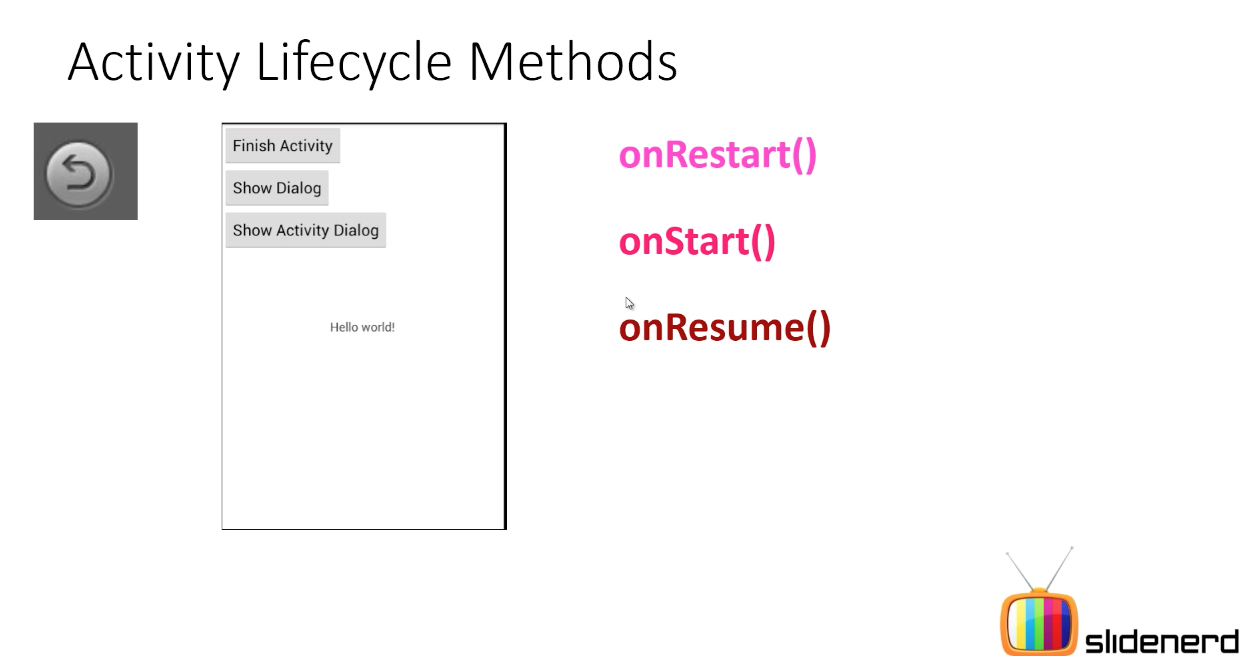 Activity Lifecycle Methods
Finish Activity
Show Dialog
Show Activity Dialog
Hello world!
onRestart()
onStart()
onResume()
slidenerd